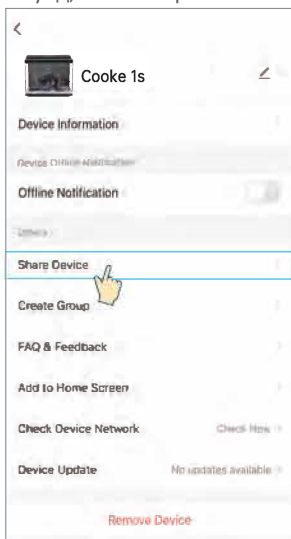 Cooke 1s
Device Information
Device Offline Notification
Offline Notification
Others
Share Device
Create Group
FAQ & Feedback
Add to Home Screen
Check Device Network Check Now
Device Update No updates available
Remove Device